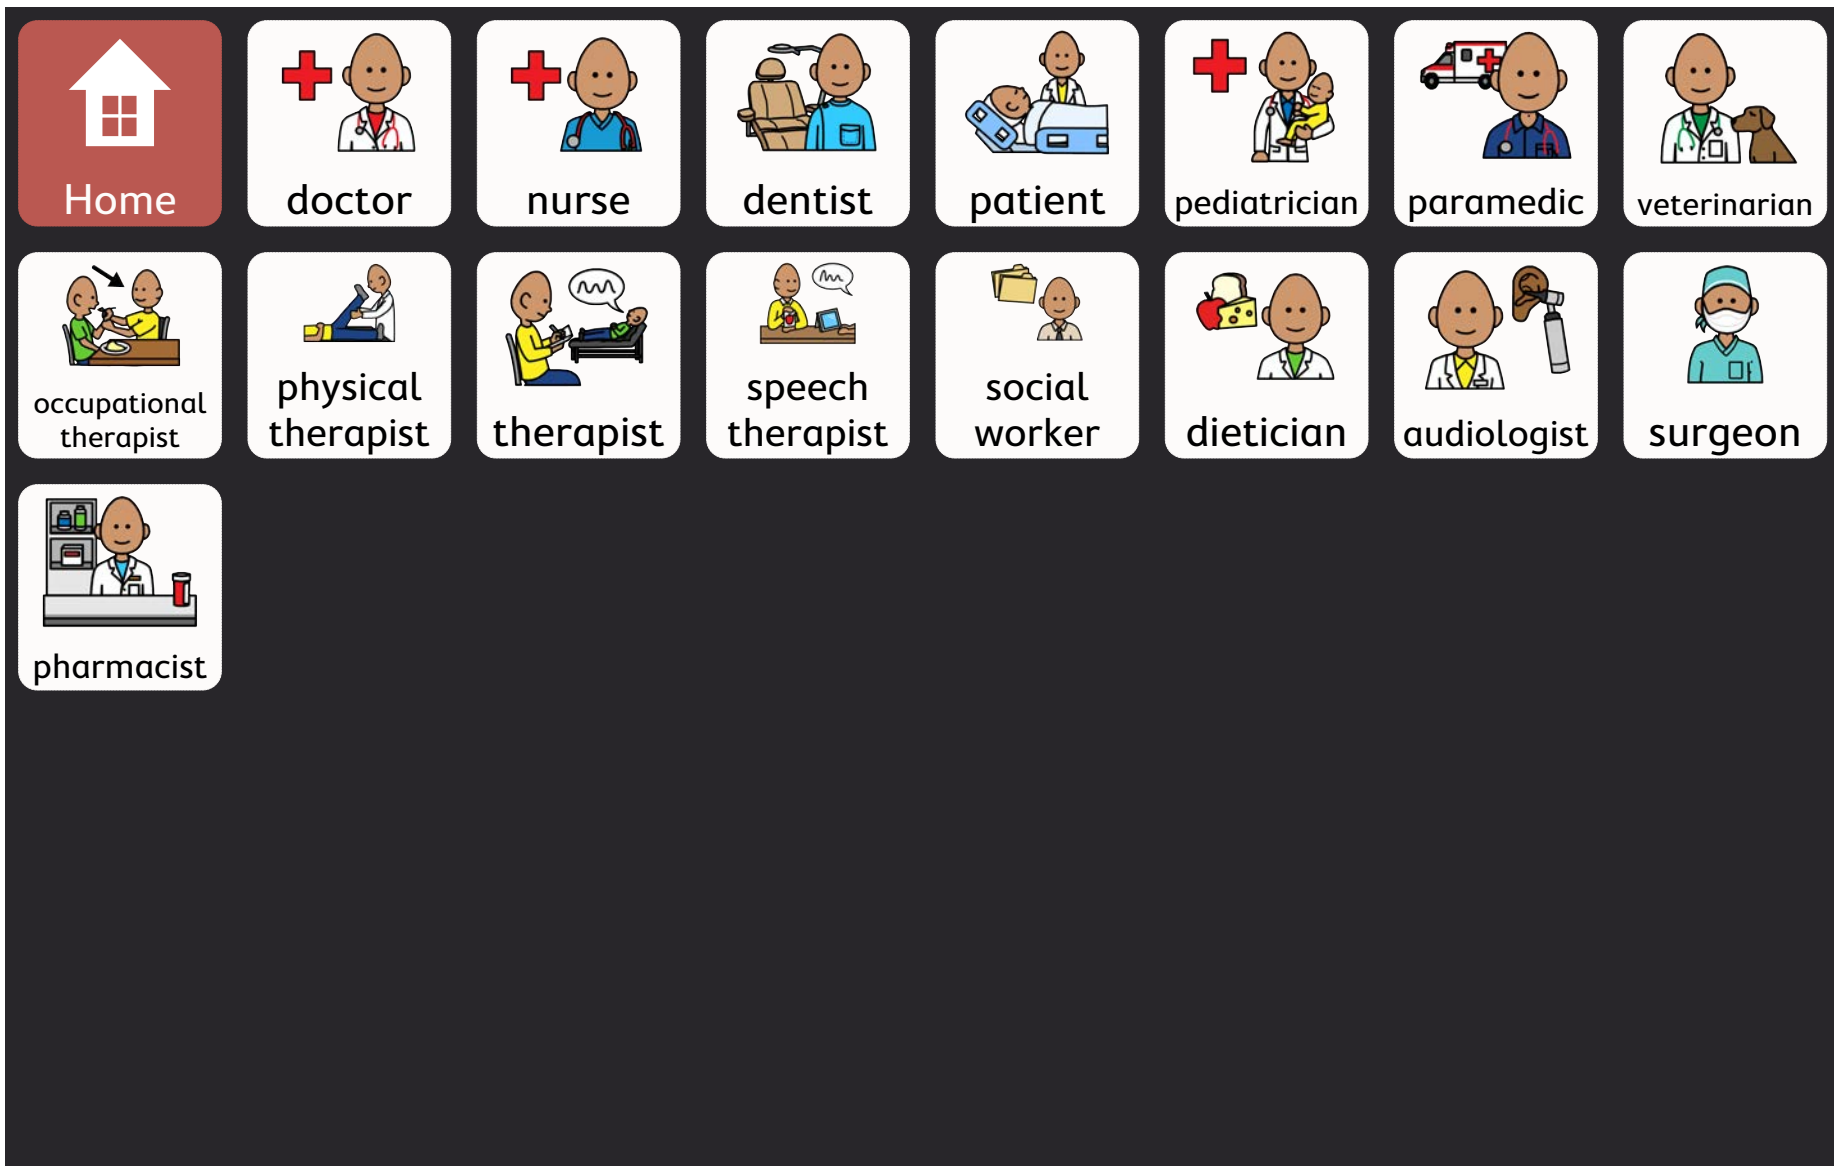 Home
doctor
nurse
dentist
patient
pediatrician
paramedic
veterinarian
occupational
therapist
physical
therapist
therapist
speech
therapist
social
worker
dietician
audiologist
surgeon
pharmacist